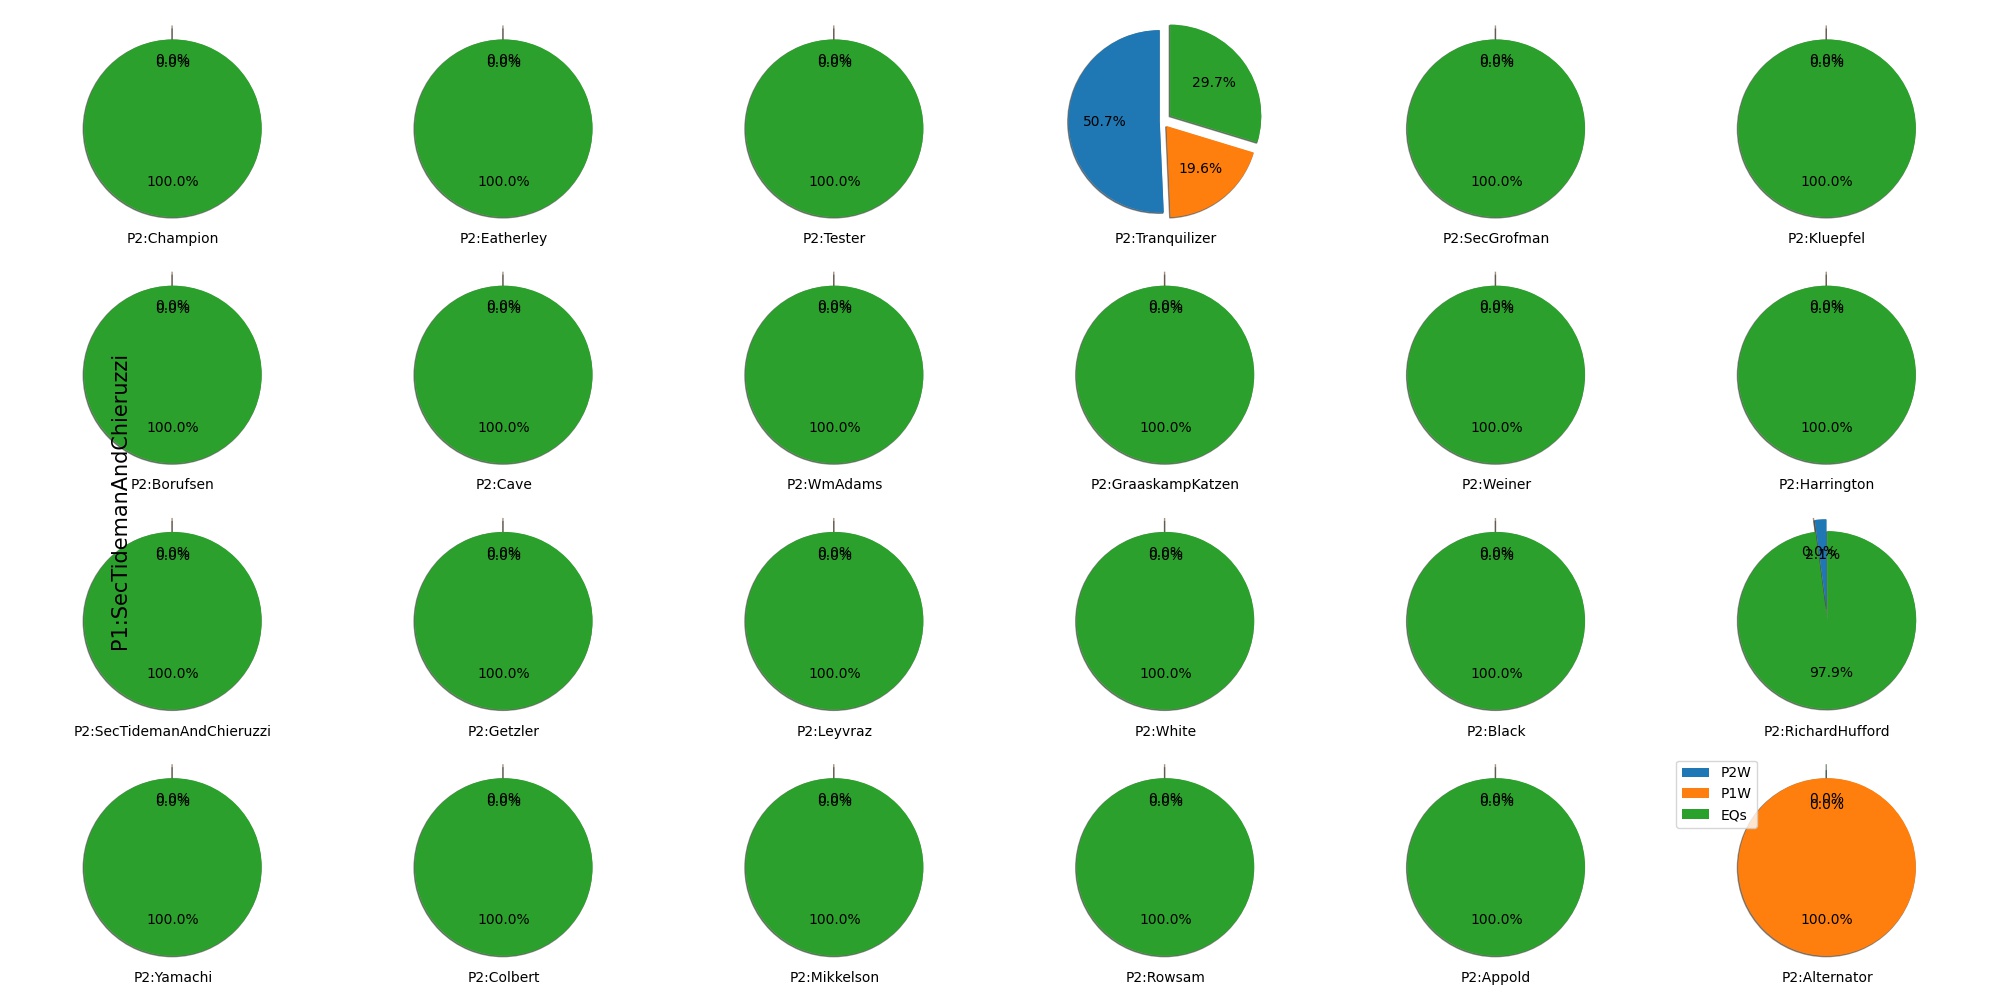 0.0%
0.0%
100.0%
P2:Champion
0.0%
0.0%
100.0%
P2:Eatherley
0.0%
0.0%
100.0%
P2:Tester
50.7%
19.6%
29.7%
P2:Tranquilizer
0.0%
0.0%
100.0%
P2:SecGrofman
0.0%
0.0%
100.0%
P2:Kluepfel
0.0%
0.0%
100.0%
P2:Borufsen
0.0%
0.0%
100.0%
P2:Cave
0.0%
0.0%
100.0%
P2:WmAdams
0.0%
0.0%
100.0%
P2:GraaskampKatzen
0.0%
0.0%
100.0%
P2:Weiner
0.0%
0.0%
100.0%
P2:Harrington
P1:SecTidemanAndChieruzzi
0.0%
0.0%
100.0%
P2:SecTidemanAndChieruzzi
0.0%
0.0%
100.0%
P2:Getzler
0.0%
0.0%
100.0%
P2:Leyvraz
0.0%
0.0%
100.0%
P2:White
0.0%
0.0%
100.0%
P2:Black
0.0%
2.1%
97.9%
P2:RichardHufford
0.0%
0.0%
100.0%
P2:Yamachi
0.0%
0.0%
100.0%
P2:Colbert
0.0%
0.0%
100.0%
P2:Mikkelson
0.0%
0.0%
100.0%
P2:Rowsam
0.0%
0.0%
100.0%
P2:Appold
P2W
P1W
EQs
0.0%
0.0%
100.0%
P2:Alternator